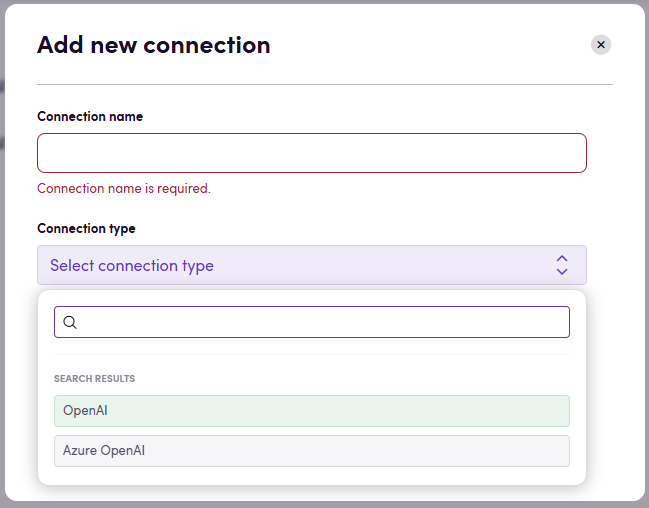 Add new connection
Connection name
Connection name is required.
Connection type
Select connection type
SEARCH RESULTS
OpenAI
Azure OpenAI